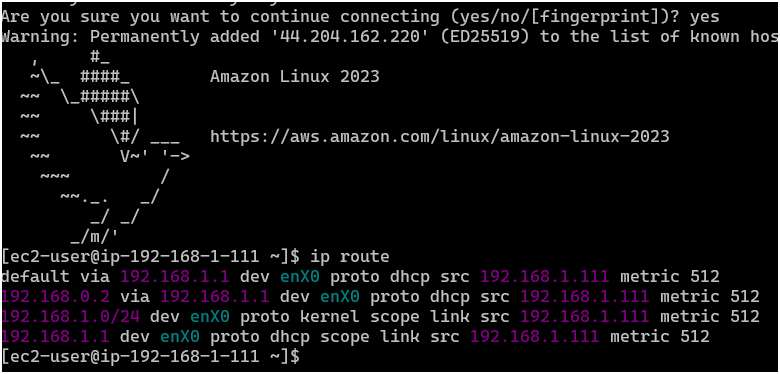 Are you sure you want to continue connecting (yes/no/[fingerprint])? yes
Warning: Permanently added '44.204.162.220' (ED25519) to the list of known hos
   ,     #_
   ~\_  ####_        Amazon Linux 2023
  ~~  \_#####\
  ~~     \###|
  ~~       \#/ ___   https://aws.amazon.com/linux/amazon-linux-2023
   ~~       V~' '->
    ~~~         /
      ~~._.   _/
         _/ _/
       _/m/'
[ec2-user@ip-192-168-1-111 ~]$ ip route
default via 192.168.1.1 dev enX0 proto dhcp src 192.168.1.111 metric 512
192.168.0.2 via 192.168.1.1 dev enX0 proto dhcp src 192.168.1.111 metric 512
192.168.1.0/24 dev enX0 proto kernel scope link src 192.168.1.111 metric 512
192.168.1.1 dev enX0 proto dhcp scope link src 192.168.1.111 metric 512
[ec2-user@ip-192-168-1-111 ~]$